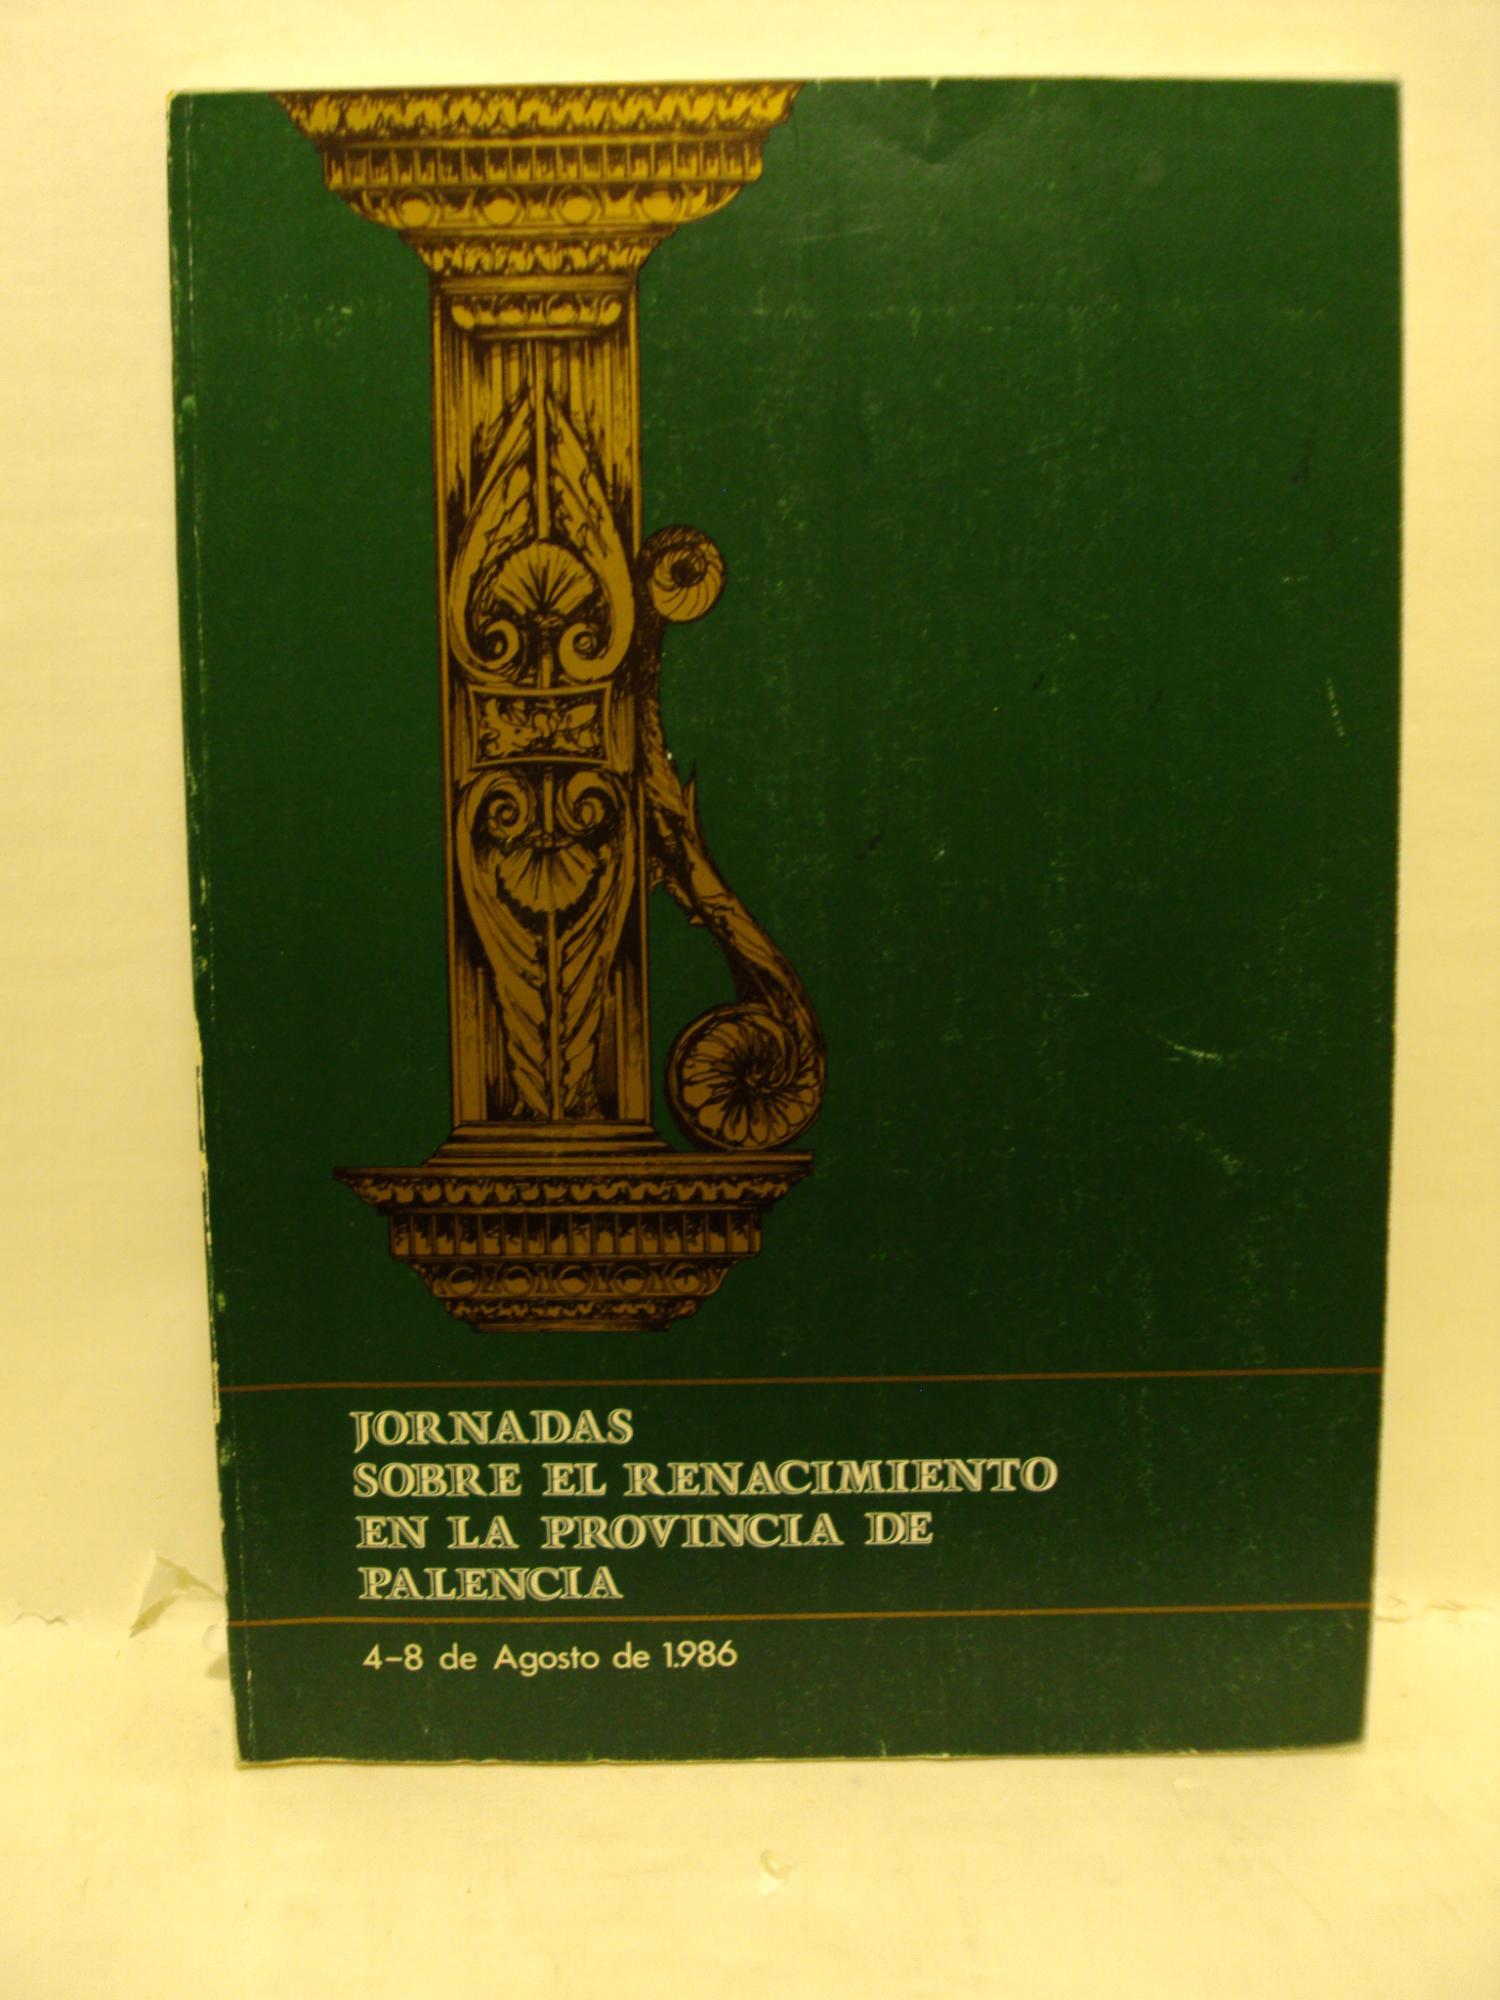 JORNADAS
SOBRE EL RENACIMIENTO
EN LA PROVINCIA DE
PALENCIA
4-8 de Agosto de 1.986